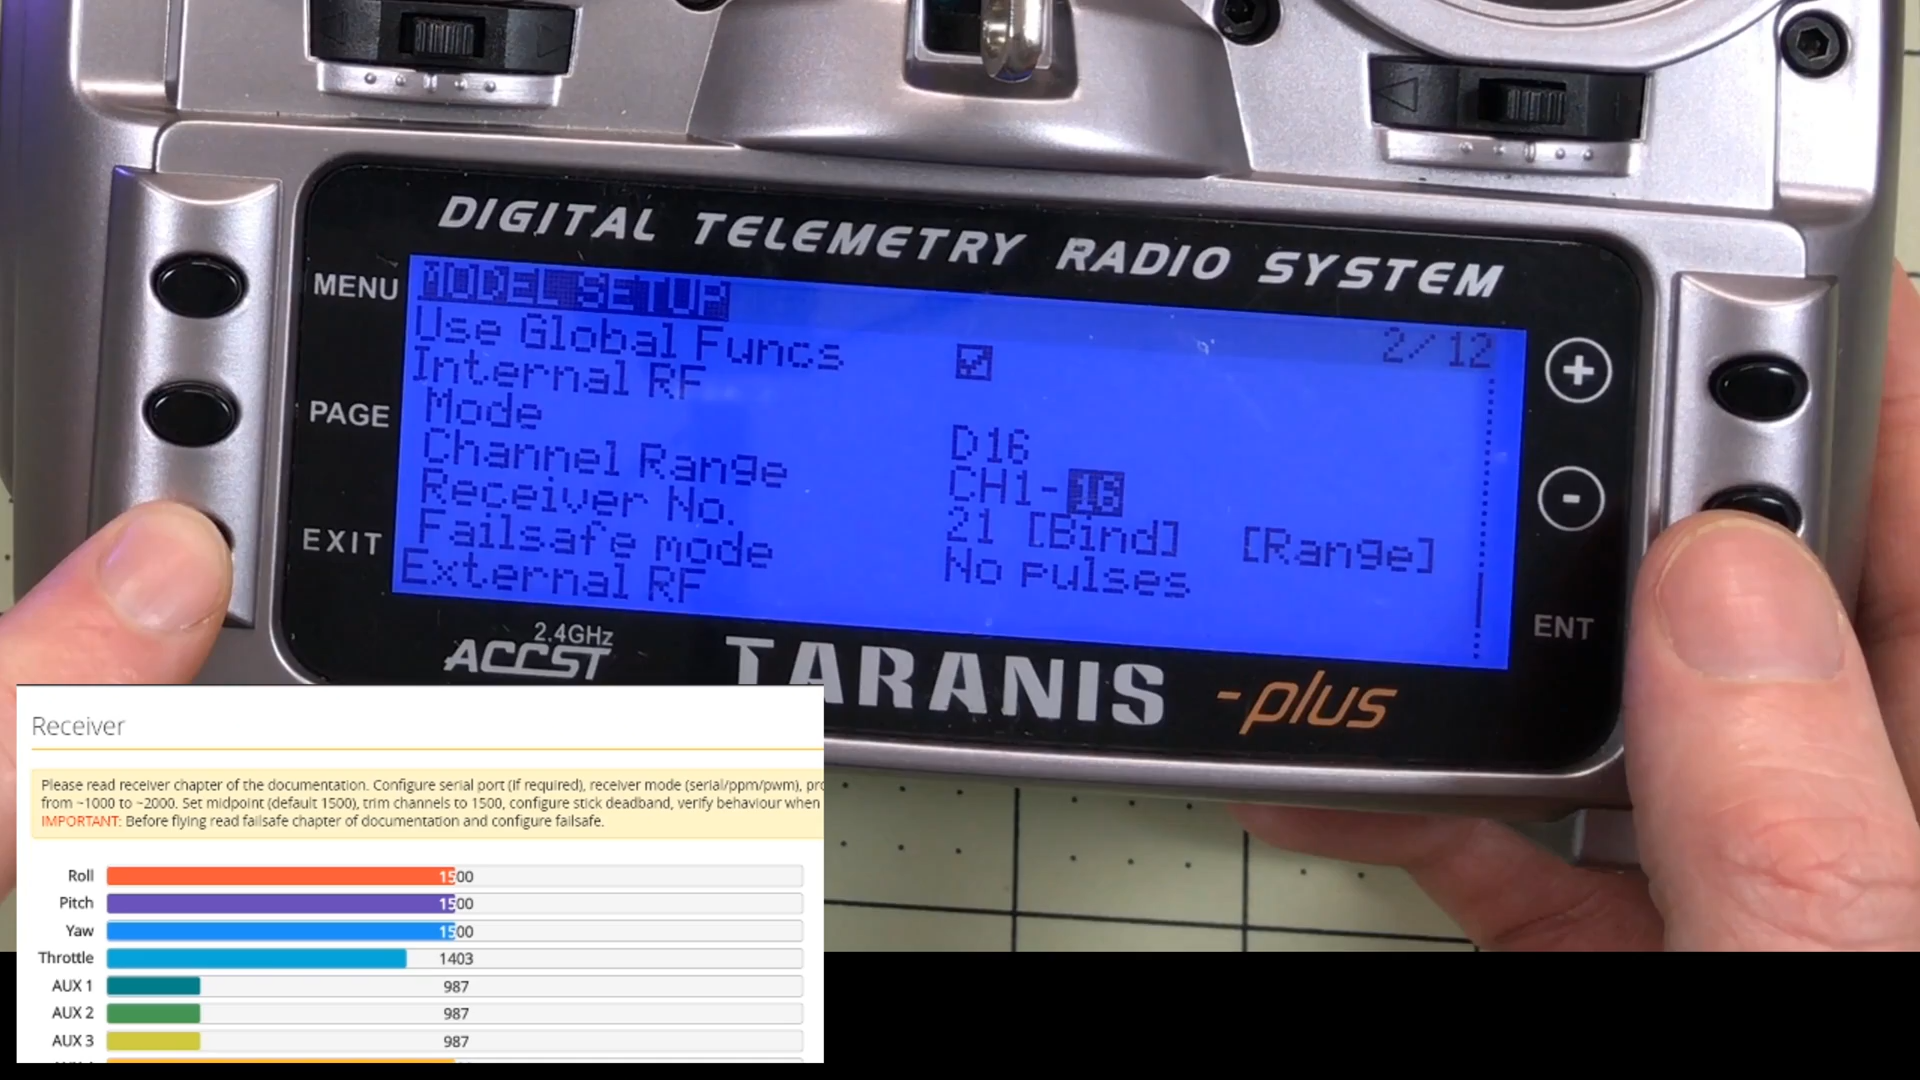 DIGITAL TELEMETRY RADIO SYSTEM
MENU
PAGE
EXIT
MODEL SETUP 2/12
Use Global Funcs
Internal RF
Mode D16
Channel Range CH1-16
Receiver No. 21 [Bind] [Range]
Failsafe mode No pulses
External RF
+
-
ENT
2.4GHz
ACCST
TARANIS -plus
Receiver
Please read receiver chapter of the documentation. Configure serial port (if required), receiver mode (serial/ppm/pwm),
from ~1000 to ~2000. Set midpoint (default 1500), trim channels to 1500, configure stick deadband, verify behaviour when
IMPORTANT: Before flying read failsafe chapter of documentation and configure failsafe.
Roll 1500
Pitch 1500
Yaw 1500
Throttle 1403
AUX 1 987
AUX 2 987
AUX 3 987